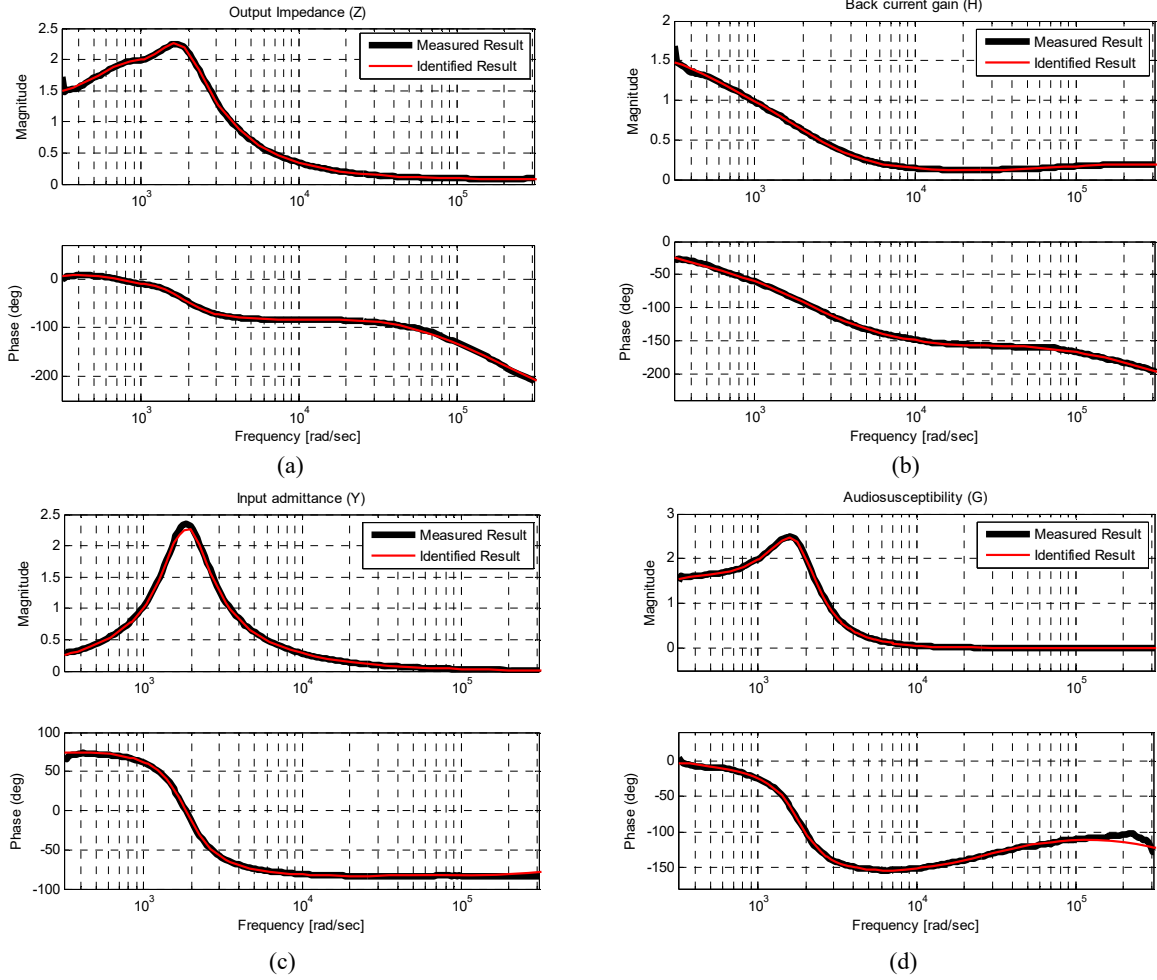 Output Impedance (Z)
2.5
2
1.5
1
0.5
0
Magnitude
Measured Result
Identified Result
10^3
10^4
10^5
0
-100
-200
Phase (deg)
10^3
10^4
10^5
Frequency [rad/sec]
(a)
Back current gain (H)
2
1.5
1
0.5
0
Magnitude
Measured Result
Identified Result
10^3
10^4
10^5
0
-50
-100
-150
-200
Phase (deg)
10^3
10^4
10^5
Frequency [rad/sec]
(b)
Input admittance (Y)
2.5
2
1.5
1
0.5
0
Magnitude
Measured Result
Identified Result
10^3
10^4
10^5
100
50
0
-50
-100
Phase (deg)
10^3
10^4
10^5
Frequency [rad/sec]
(c)
Audiosusceptibility (G)
3
2
1
0
Magnitude
Measured Result
Identified Result
10^3
10^4
10^5
0
-50
-100
-150
Phase (deg)
10^3
10^4
10^5
Frequency [rad/sec]
(d)